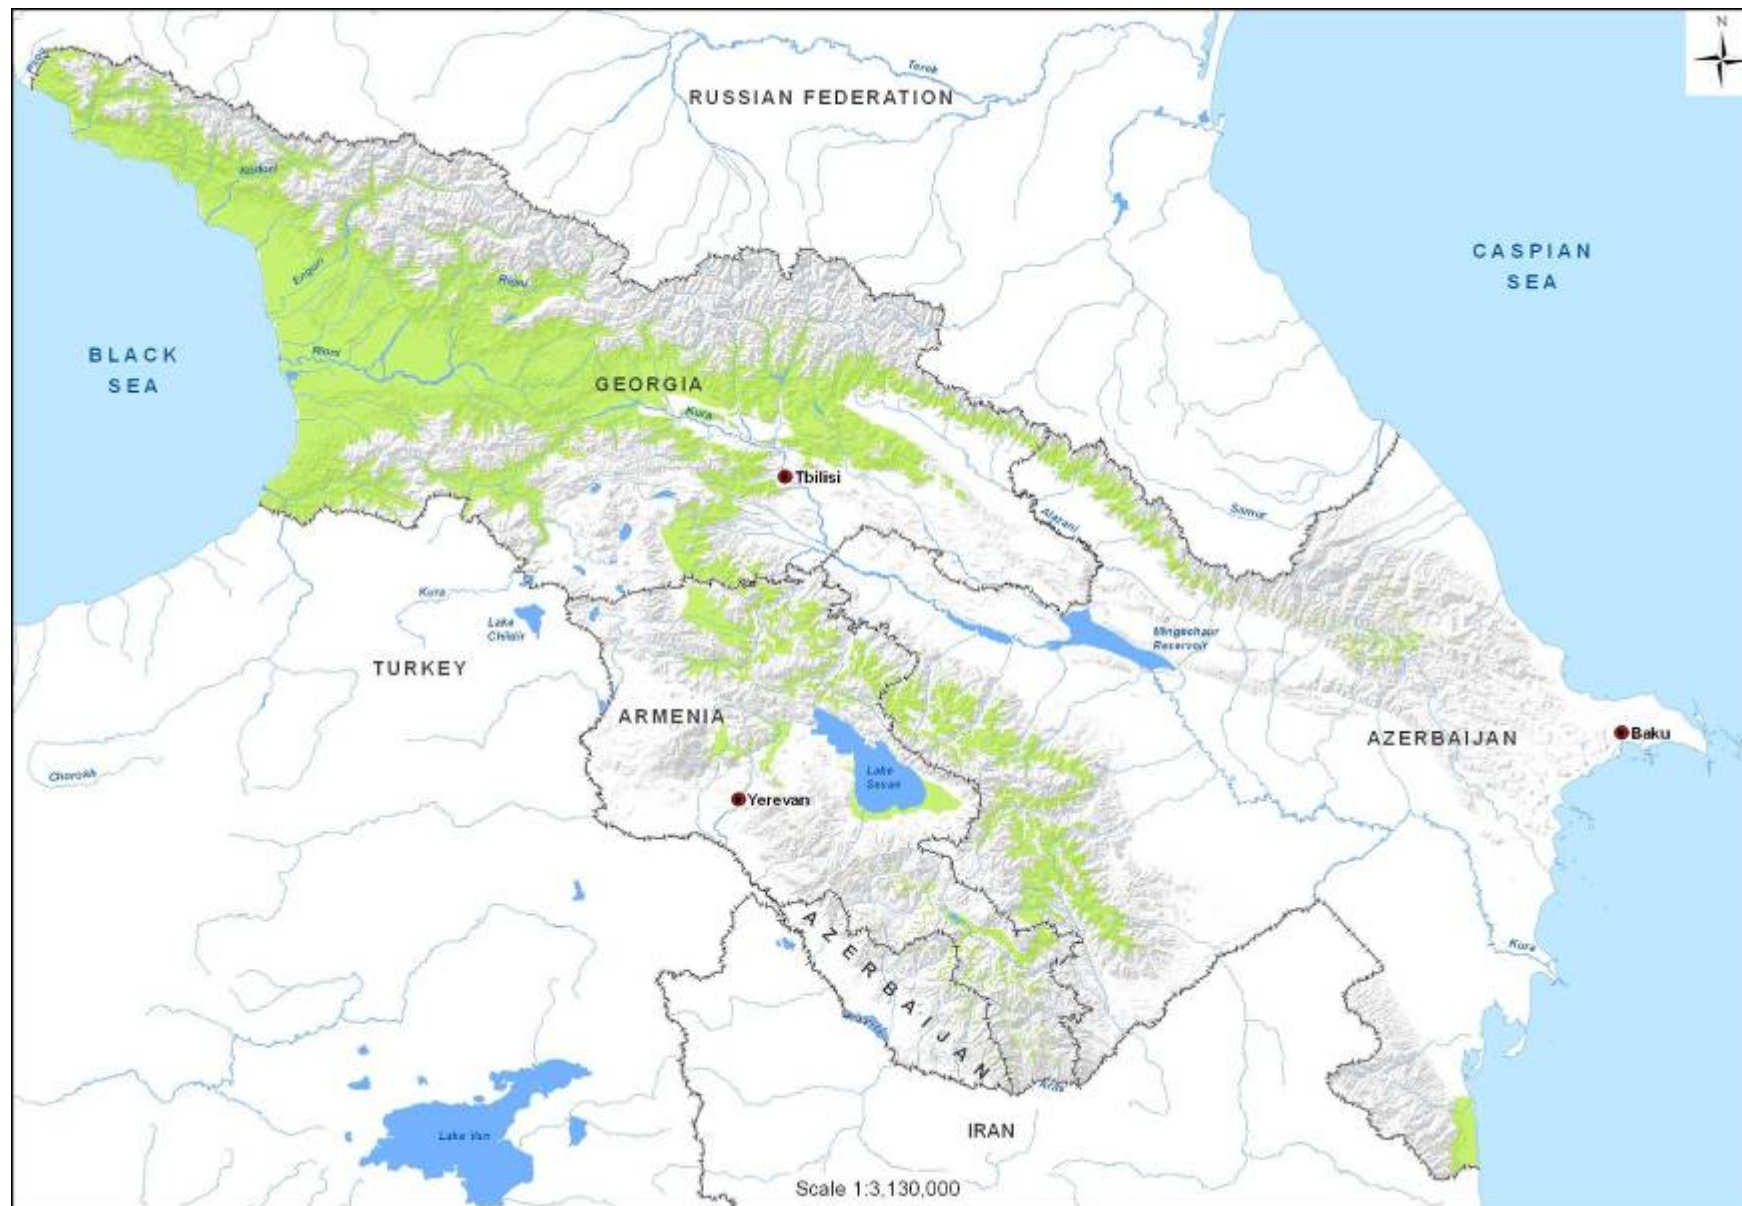 N
Psou
Terek
RUSSIAN FEDERATION
Kodori
CASPIAN
SEA
Enguri
Rioni
BLACK
SEA
Rioni
GEORGIA
Kura
Tbilisi
Alazani
Samur
Kura
Lake
Childir
Mingechaur
Reservoir
TURKEY
ARMENIA
AZERBAIJAN
Baku
Lake
Sevan
Chorokh
Yerevan
AZERBAIJAN
Kura
Aras
IRAN
Lake Van
Scale 1:3,130,000